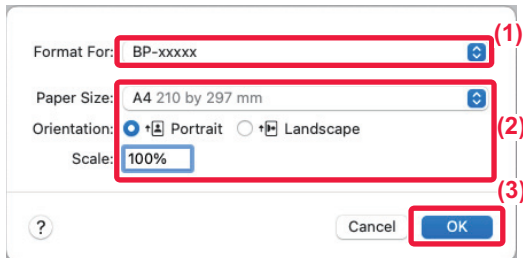 (1)
Format For: BP-xxxxx
Paper Size: A4 210 by 297 mm
Orientation: Portrait Landscape
(2)
Scale: 100%
(3)
? Cancel OK